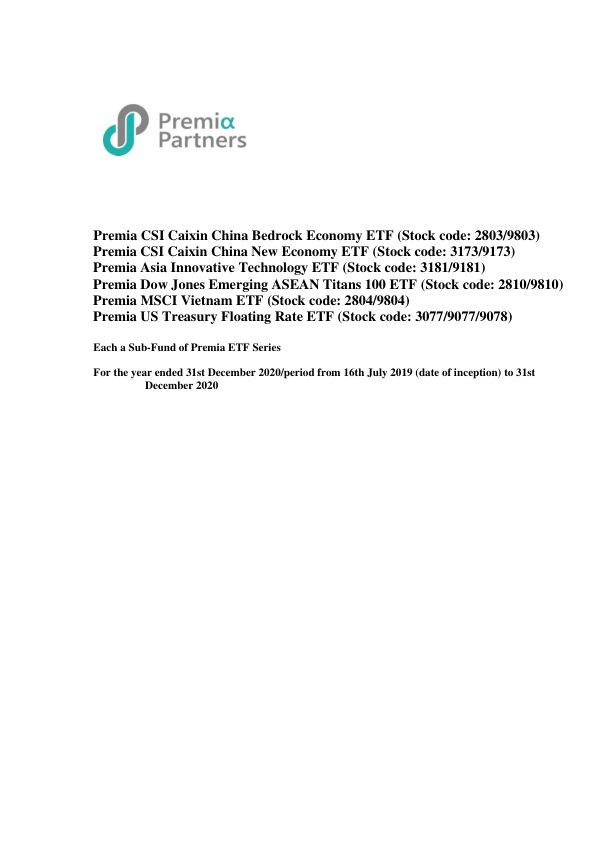 Premiα
Partners
Premia CSI Caixin China Bedrock Economy ETF (Stock code: 2803/9803)
Premia CSI Caixin China New Economy ETF (Stock code: 3173/9173)
Premia Asia Innovative Technology ETF (Stock code: 3181/9181)
Premia Dow Jones Emerging ASEAN Titans 100 ETF (Stock code: 2810/9810)
Premia MSCI Vietnam ETF (Stock code: 2804/9804)
Premia US Treasury Floating Rate ETF (Stock code: 3077/9077/9078)
Each a Sub-Fund of Premia ETF Series
For the year ended 31st December 2020/period from 16th July 2019 (date of inception) to 31st
December 2020